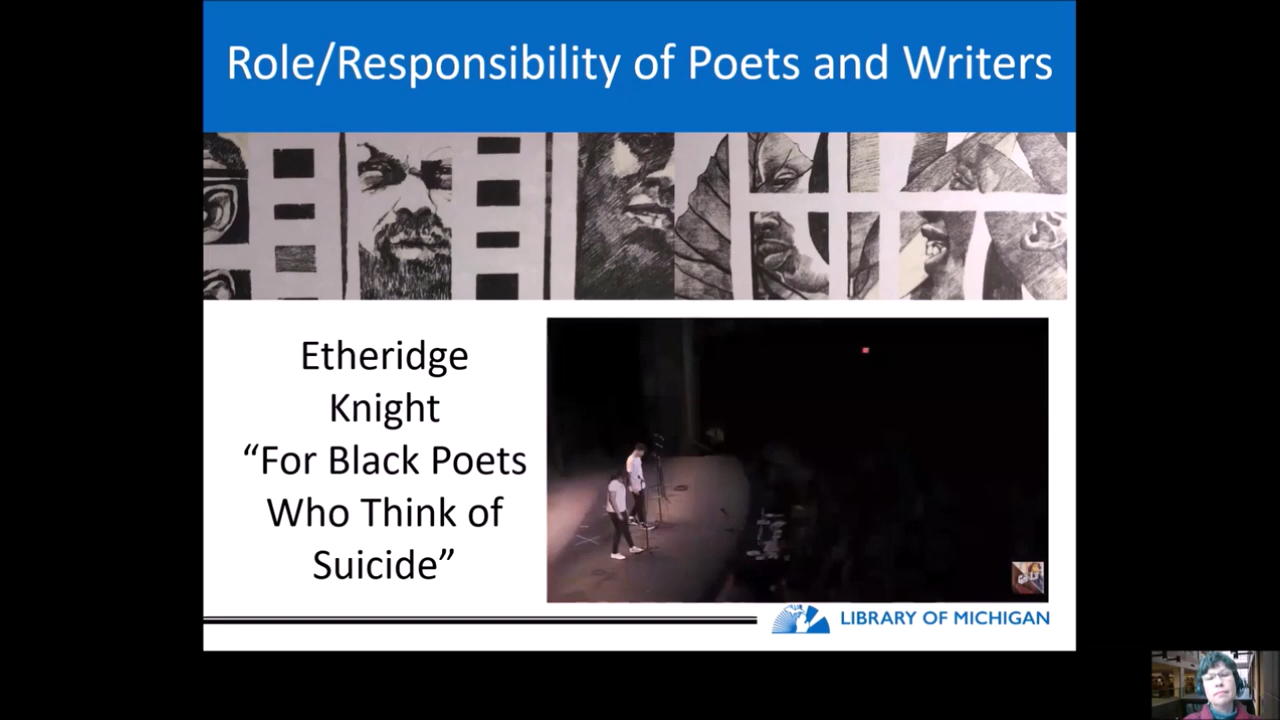 Role/Responsibility of Poets and Writers
Etheridge
Knight
“For Black Poets
Who Think of
Suicide”
LIBRARY OF MICHIGAN